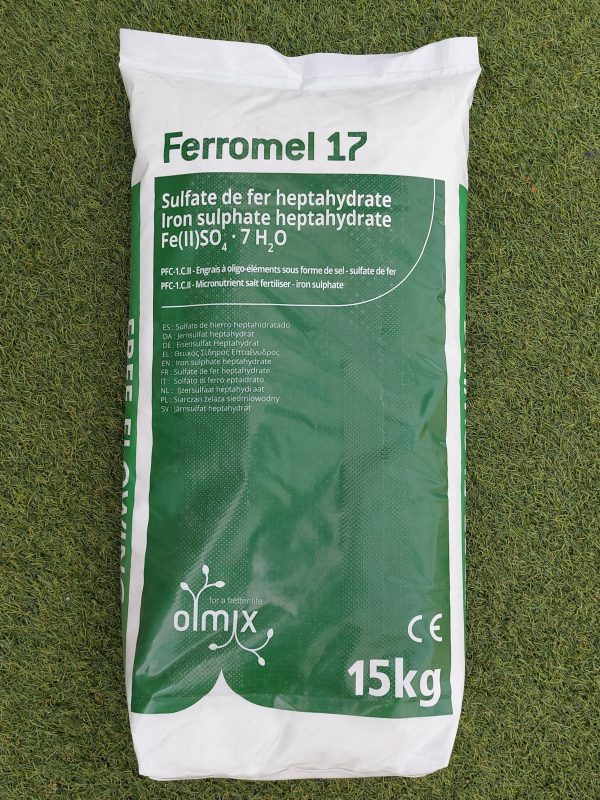 Ferromel 17
Sulfate de fer heptahydrate
Iron sulphate heptahydrate
Fe(II)SO₄ · 7 H₂O
PFC-1.C.II - Engrais à oligo-éléments sous forme de sel - sulfate de fer
PFC-1.C.II - Micronutrient salt fertiliser - iron sulphate
ES : Sulfato de hierro heptahidratado
DA : Jernsulfat heptahydrat
DE : Eisensulfat Heptahydrat
EL : Θειικός Σίδηρος Επταένυδρος
EN : Iron sulphate heptahydrate
FR : Sulfate de fer heptahydrate
IT : Solfato di ferro eptaidrato
NL : Ijzersulfaat heptahydraat
PL : Siarczan żelaza siedmiowodny
SV : Järnsulfat heptahydrat
FREE FLOWING
for a better life
olmix
CE
15kg